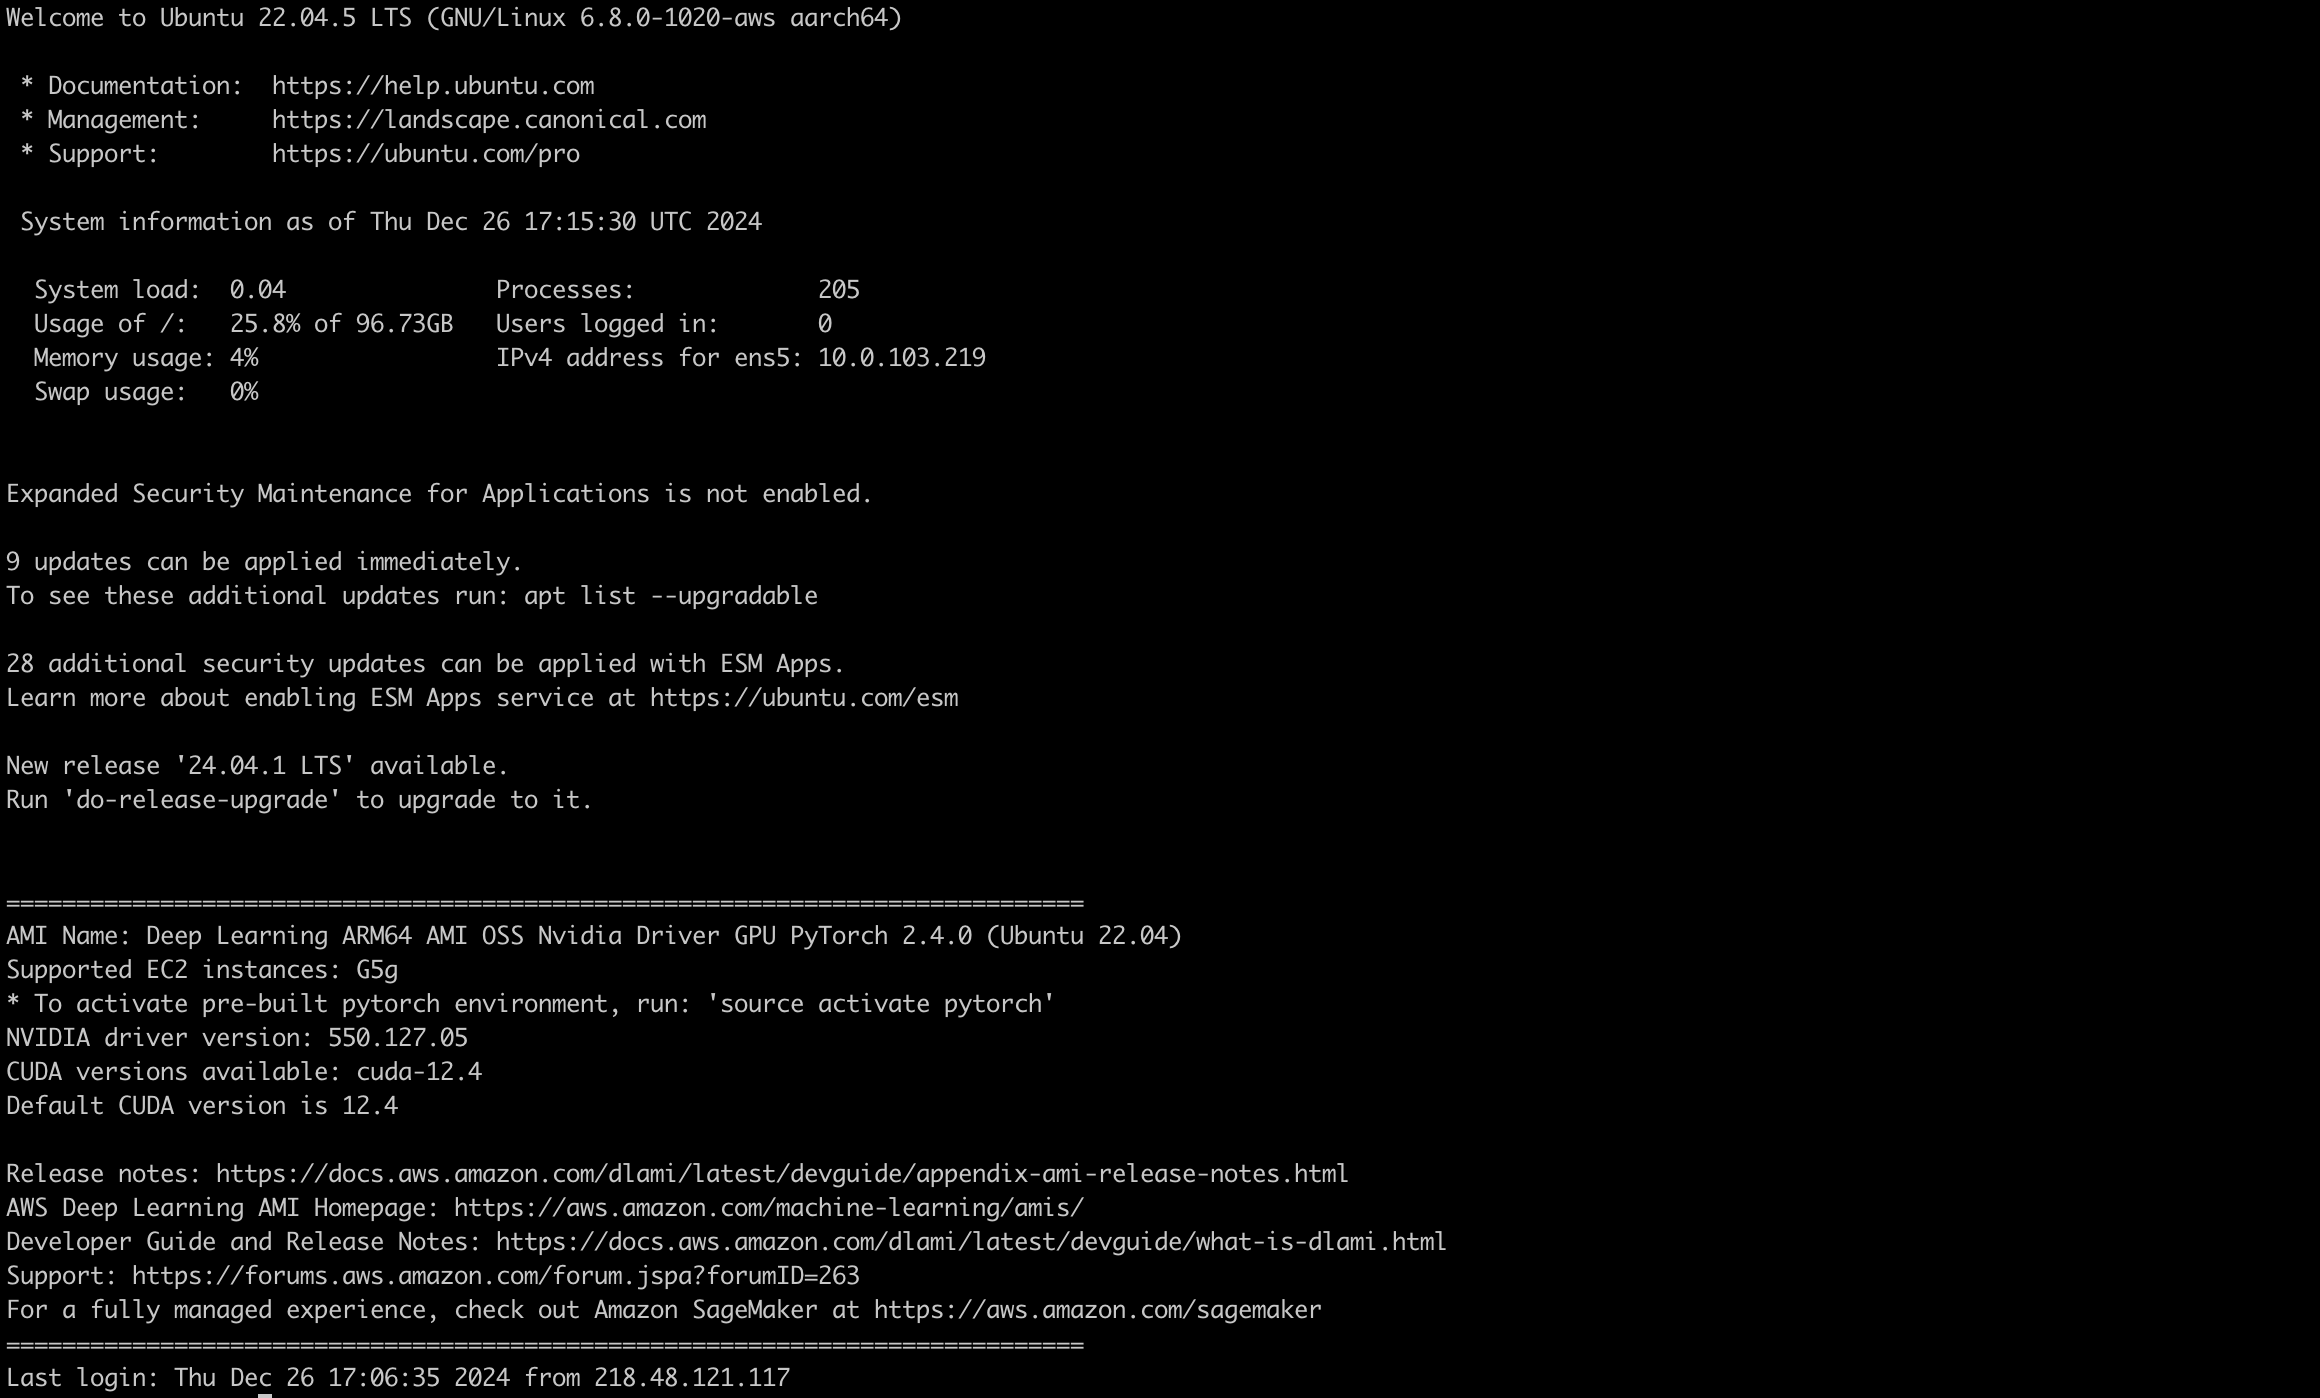 Welcome to Ubuntu 22.04.5 LTS (GNU/Linux 6.8.0-1020-aws aarch64)

 * Documentation:  https://help.ubuntu.com
 * Management:     https://landscape.canonical.com
 * Support:        https://ubuntu.com/pro

 System information as of Thu Dec 26 17:15:30 UTC 2024

  System load:  0.04               Processes:             205
  Usage of /:   25.8% of 96.73GB   Users logged in:       0
  Memory usage: 4%                 IPv4 address for ens5: 10.0.103.219
  Swap usage:   0%


Expanded Security Maintenance for Applications is not enabled.

9 updates can be applied immediately.
To see these additional updates run: apt list --upgradable

28 additional security updates can be applied with ESM Apps.
Learn more about enabling ESM Apps service at https://ubuntu.com/esm

New release '24.04.1 LTS' available.
Run 'do-release-upgrade' to upgrade to it.


=============================================================================
AMI Name: Deep Learning ARM64 AMI OSS Nvidia Driver GPU PyTorch 2.4.0 (Ubuntu 22.04)
Supported EC2 instances: G5g
* To activate pre-built pytorch environment, run: 'source activate pytorch'
NVIDIA driver version: 550.127.05
CUDA versions available: cuda-12.4
Default CUDA version is 12.4

Release notes: https://docs.aws.amazon.com/dlami/latest/devguide/appendix-ami-release-notes.html
AWS Deep Learning AMI Homepage: https://aws.amazon.com/machine-learning/amis/
Developer Guide and Release Notes: https://docs.aws.amazon.com/dlami/latest/devguide/what-is-dlami.html
Support: https://forums.aws.amazon.com/forum.jspa?forumID=263
For a fully managed experience, check out Amazon SageMaker at https://aws.amazon.com/sagemaker
=============================================================================
Last login: Thu Dec 26 17:06:35 2024 from 218.48.121.117